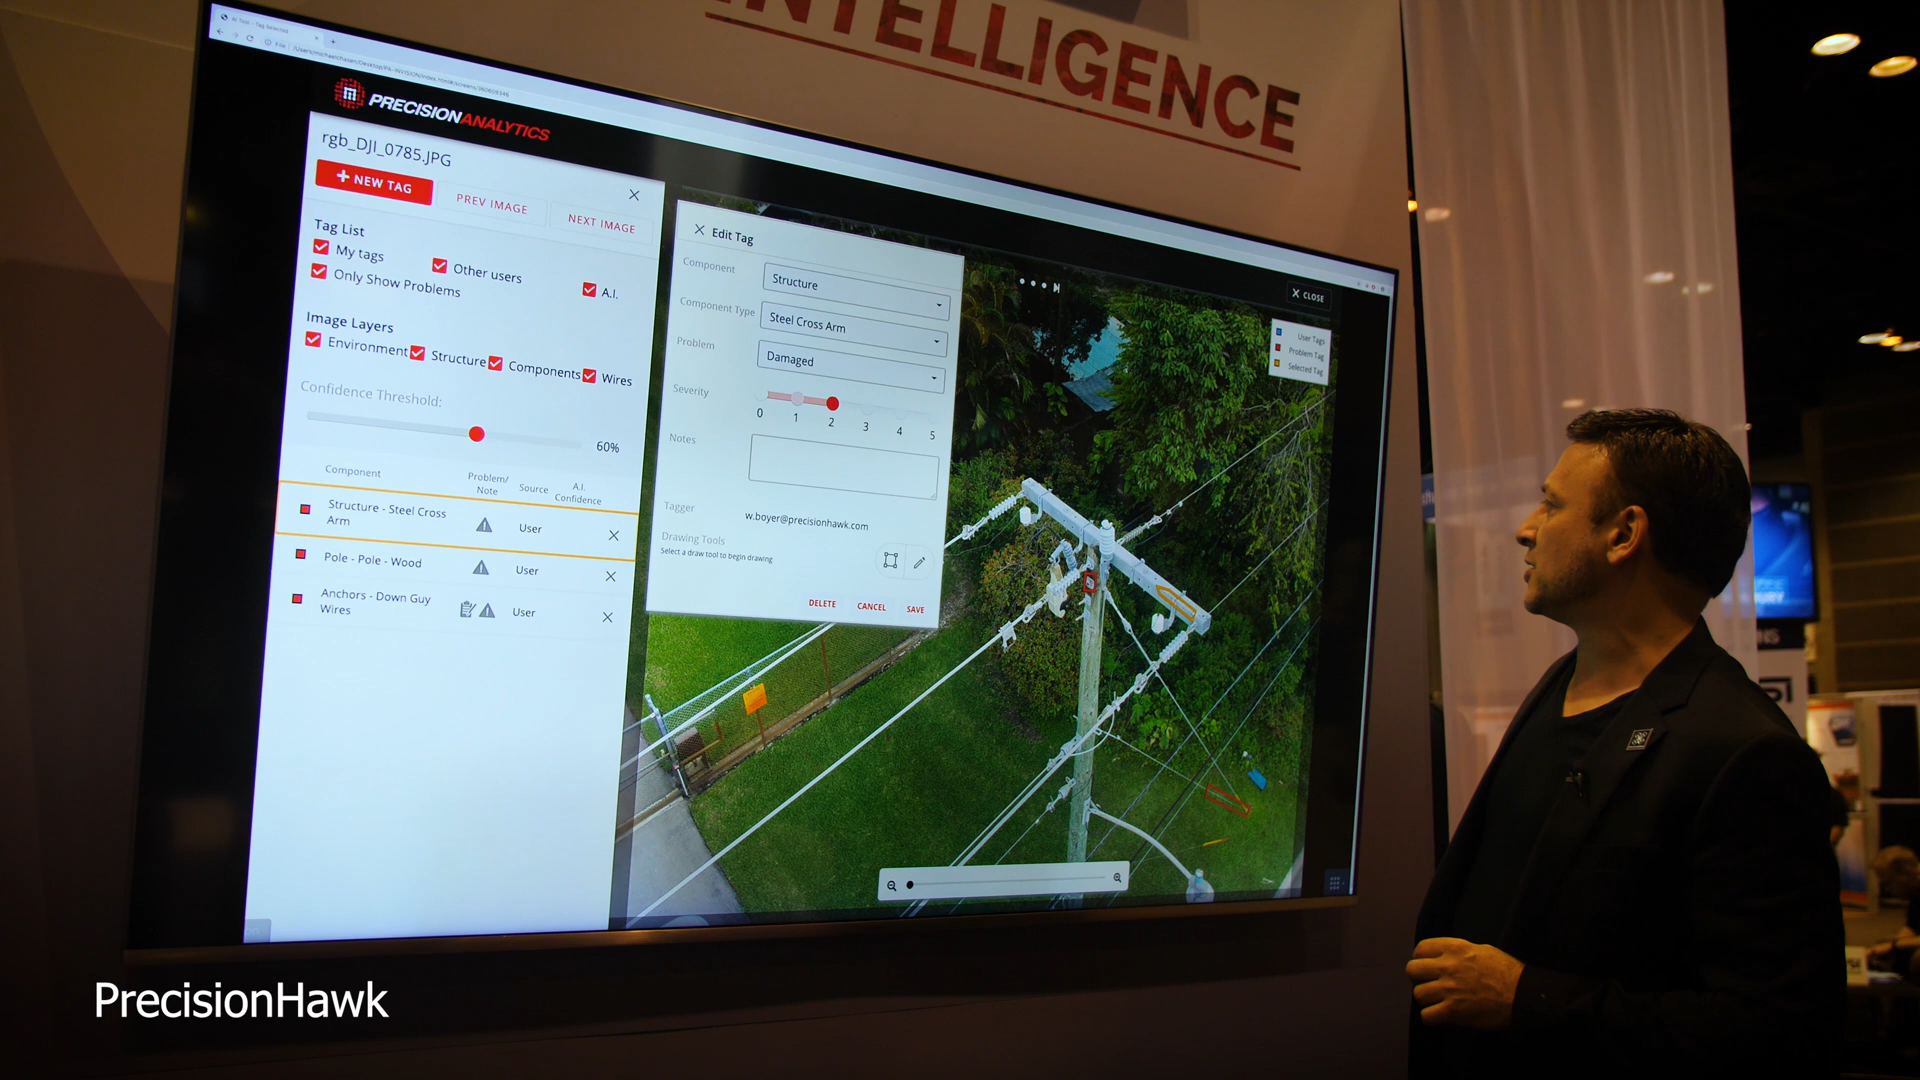 INTELLIGENCE
AI Tool - Tag Selected
PRECISIONANALYTICS
rgb_DJI_0785.JPG
+ NEW TAG
PREV IMAGE
NEXT IMAGE
Tag List
My tags
Other users
A.I.
Only Show Problems
Image Layers
Environment
Structure
Components
Wires
Confidence Threshold:
60%
Component
Problem/
Note
Source
A.I.
Confidence
Structure - Steel Cross
Arm
User
Pole - Pole - Wood
User
Anchors - Down Guy
Wires
User
Edit Tag
Component
Structure
Component Type
Steel Cross Arm
Problem
Damaged
Severity
0 1 2 3 4 5
Notes
Tagger
w.boyer@precisionhawk.com
Drawing Tools
Select a draw tool to begin drawing
DELETE
CANCEL
SAVE
CLOSE
User Tags
Problem Tag
Selected Tag
PrecisionHawk